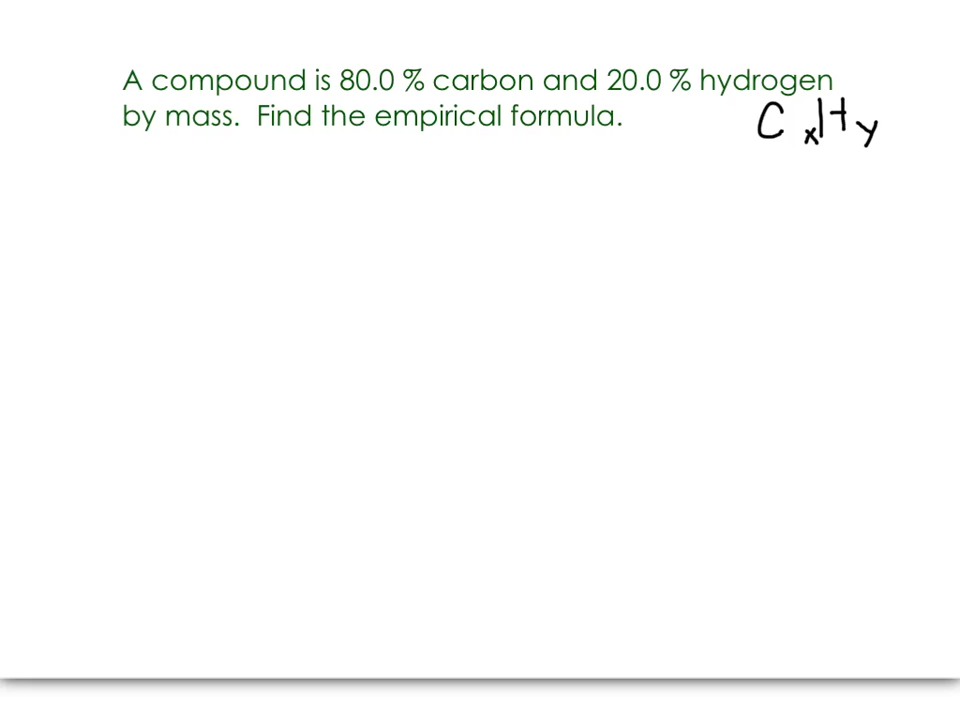 A compound is 80.0 % carbon and 20.0 % hydrogen
by mass. Find the empirical formula.
CxHy